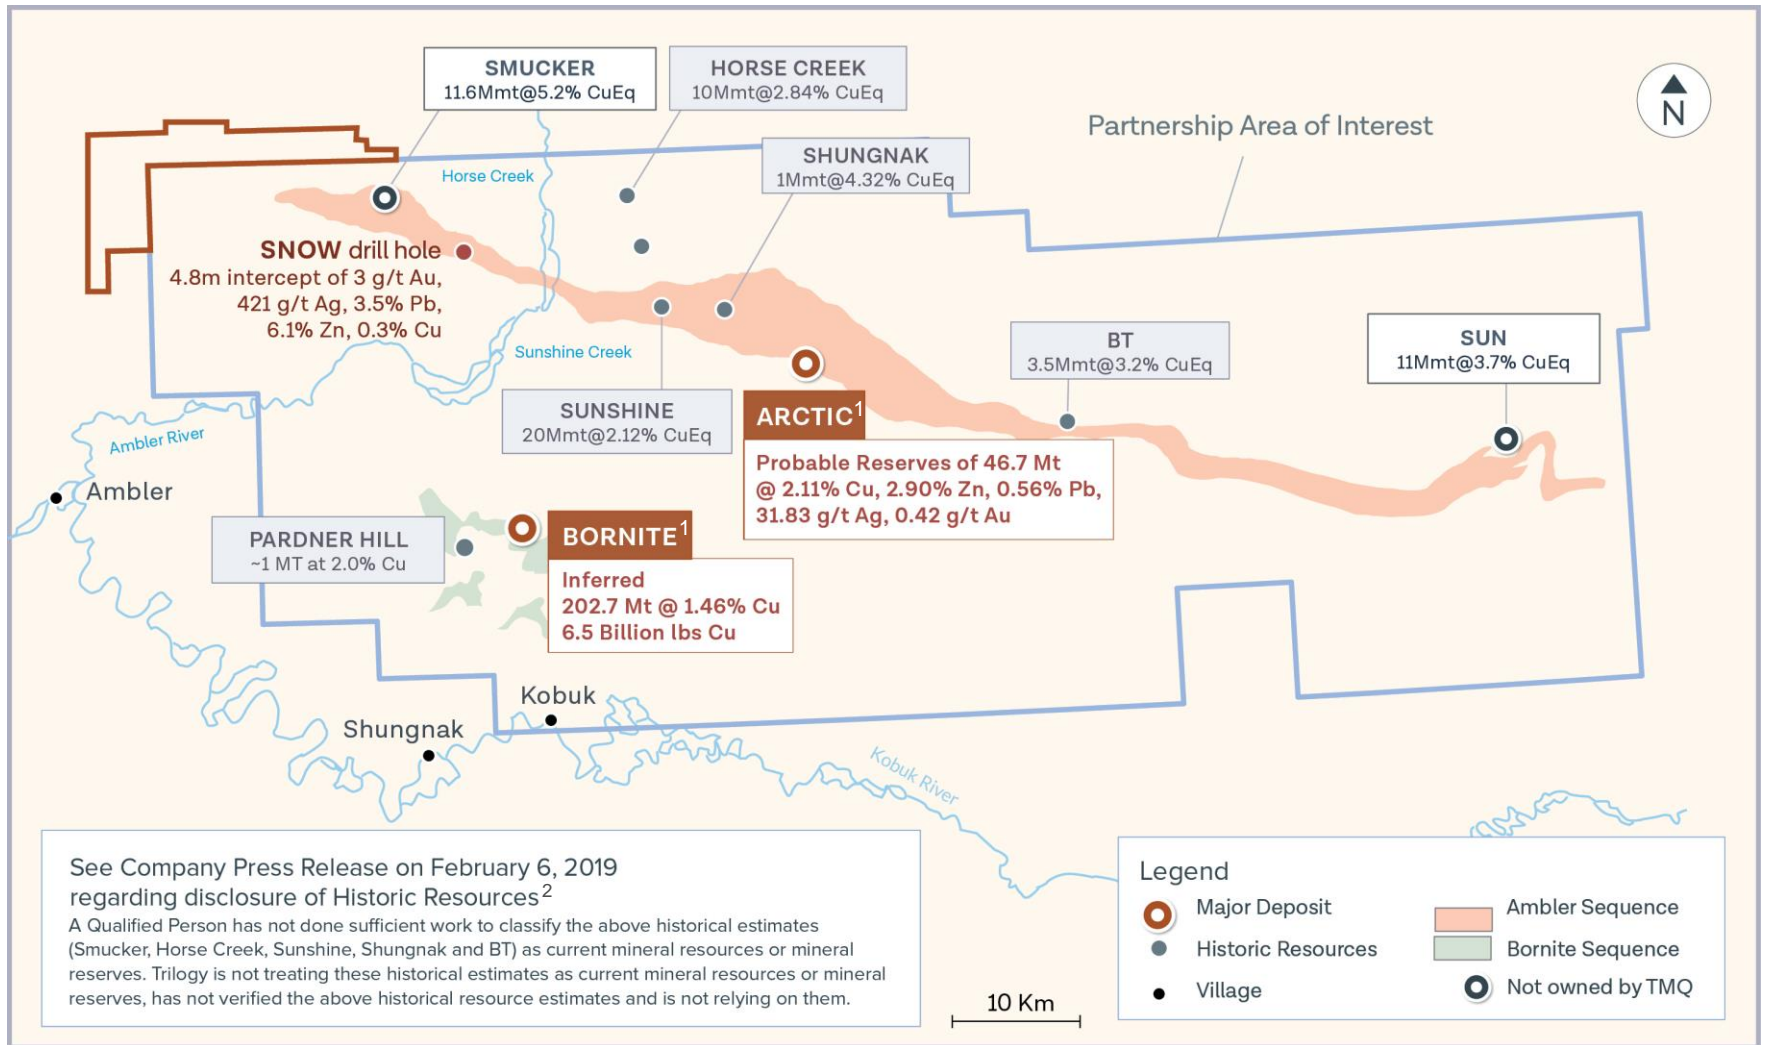 SMUCKER
11.6Mmt@5.2% CuEq
HORSE CREEK
10Mmt@2.84% CuEq
N
Partnership Area of Interest
SHUNGNAK
1Mmt@4.32% CuEq
Horse Creek
SNOW drill hole
4.8m intercept of 3 g/t Au,
421 g/t Ag, 3.5% Pb,
6.1% Zn, 0.3% Cu
Sunshine Creek
BT
3.5Mmt@3.2% CuEq
SUN
11Mmt@3.7% CuEq
SUNSHINE
20Mmt@2.12% CuEq
ARCTIC1
Probable Reserves of 46.7 Mt
@ 2.11% Cu, 2.90% Zn, 0.56% Pb,
31.83 g/t Ag, 0.42 g/t Au
Ambler River
Ambler
PARDNER HILL
~1 MT at 2.0% Cu
BORNITE1
Inferred
202.7 Mt @ 1.46% Cu
6.5 Billion lbs Cu
Kobuk
Shungnak
Kobuk River
See Company Press Release on February 6, 2019
regarding disclosure of Historic Resources2
A Qualified Person has not done sufficient work to classify the above historical estimates
(Smucker, Horse Creek, Sunshine, Shungnak and BT) as current mineral resources or mineral
reserves. Trilogy is not treating these historical estimates as current mineral resources or mineral
reserves, has not verified the above historical resource estimates and is not relying on them.
10 Km
Legend
Major Deposit
Historic Resources
Village
Ambler Sequence
Bornite Sequence
Not owned by TMQ